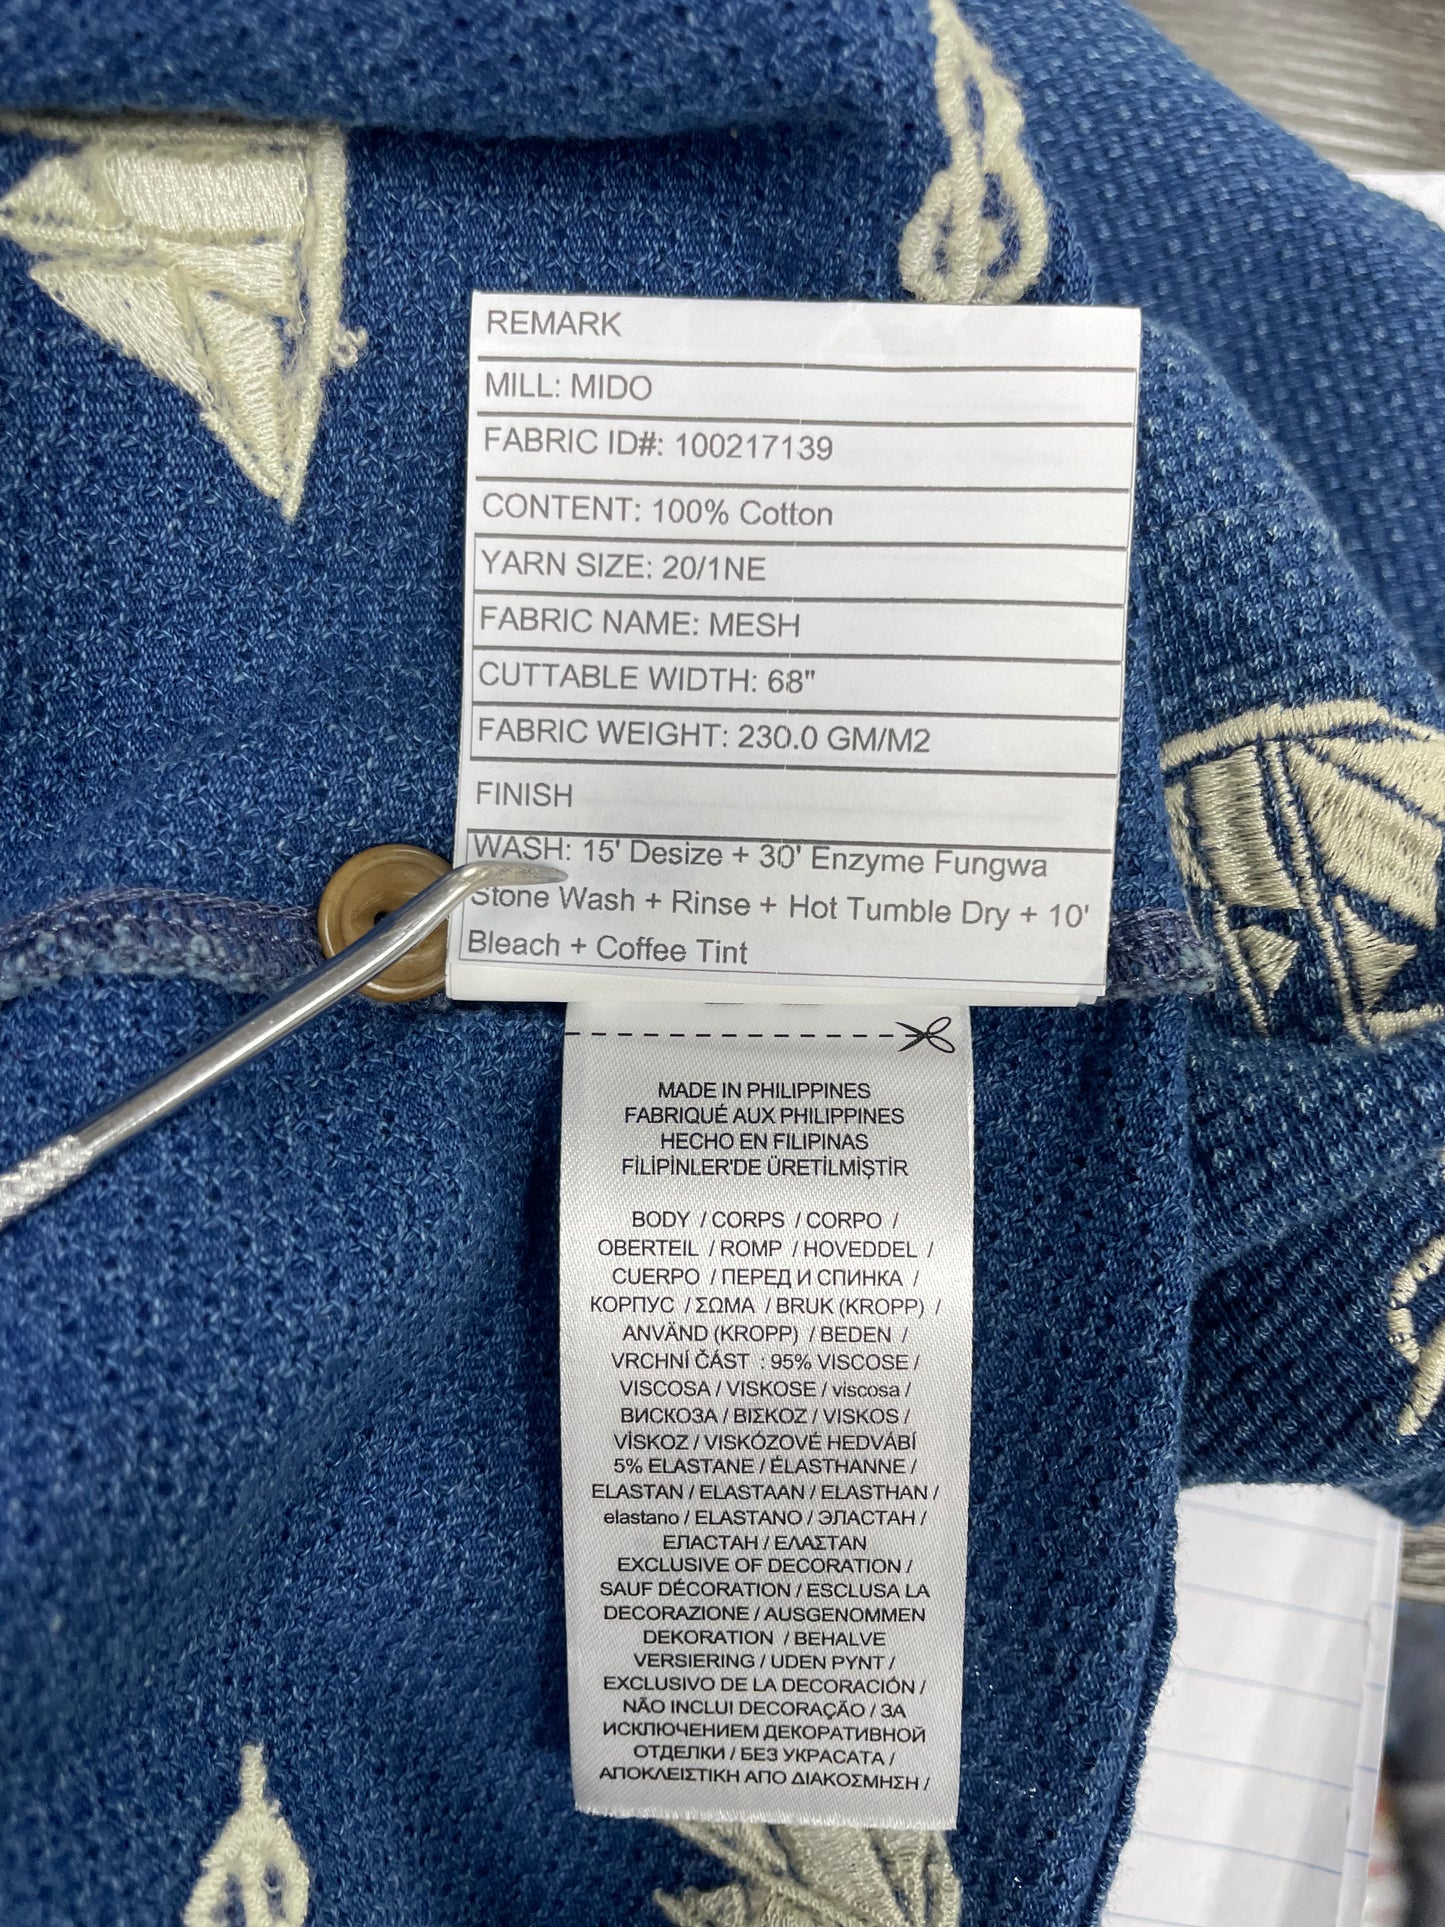 REMARK
MILL: MIDO
FABRIC ID#: 100217139
CONTENT: 100% Cotton
YARN SIZE: 20/1NE
FABRIC NAME: MESH
CUTTABLE WIDTH: 68"
FABRIC WEIGHT: 230.0 GM/M2
FINISH
WASH: 15' Desize + 30' Enzyme Fungwa
Stone Wash + Rinse + Hot Tumble Dry + 10'
Bleach + Coffee Tint
MADE IN PHILIPPINES
FABRIQUÉ AUX PHILIPPINES
HECHO EN FILIPINAS
FİLİPİNLER'DE ÜRETİLMİŞTİR
BODY / CORPS / CORPO /
OBERTEIL / ROMP / HOVEDDEL /
CUERPO / ПЕРЕД И СПИНКА /
КОРПУС / ΣΩΜΑ / BRUK (KROPP) /
ANVÄND (KROPP) / BEDEN /
VRCHNÍ ČÁST : 95% VISCOSE /
VISCOSA / VISKOSE / viscosa /
ВИСКОЗА / ΒΙΣΚΟΖ / VISKOS /
VİSKOZ / VISKÓZOVÉ HEDVÁBÍ
5% ELASTANE / ÉLASTHANNE /
ELASTAN / ELASTAAN / ELASTHAN /
elastano / ELASTANO / ЭЛАСТАН /
ЕЛАСТАН / ΕΛΑΣΤΑΝ
EXCLUSIVE OF DECORATION /
SAUF DÉCORATION / ESCLUSA LA
DECORAZIONE / AUSGENOMMEN
DEKORATION / BEHALVE
VERSIERING / UDEN PYNT /
EXCLUSIVO DE LA DECORACIÓN /
NÃO INCLUI DECORAÇÃO / ЗА
ИСКЛЮЧЕНИЕМ ДЕКОРАТИВНОЙ
ОТДЕЛКИ / БЕЗ УКРАСАТА /
ΑΠΟΚΛΕΙΣΤΙΚΗ ΑΠΟ ΔΙΑΚΟΣΜΗΣΗ /